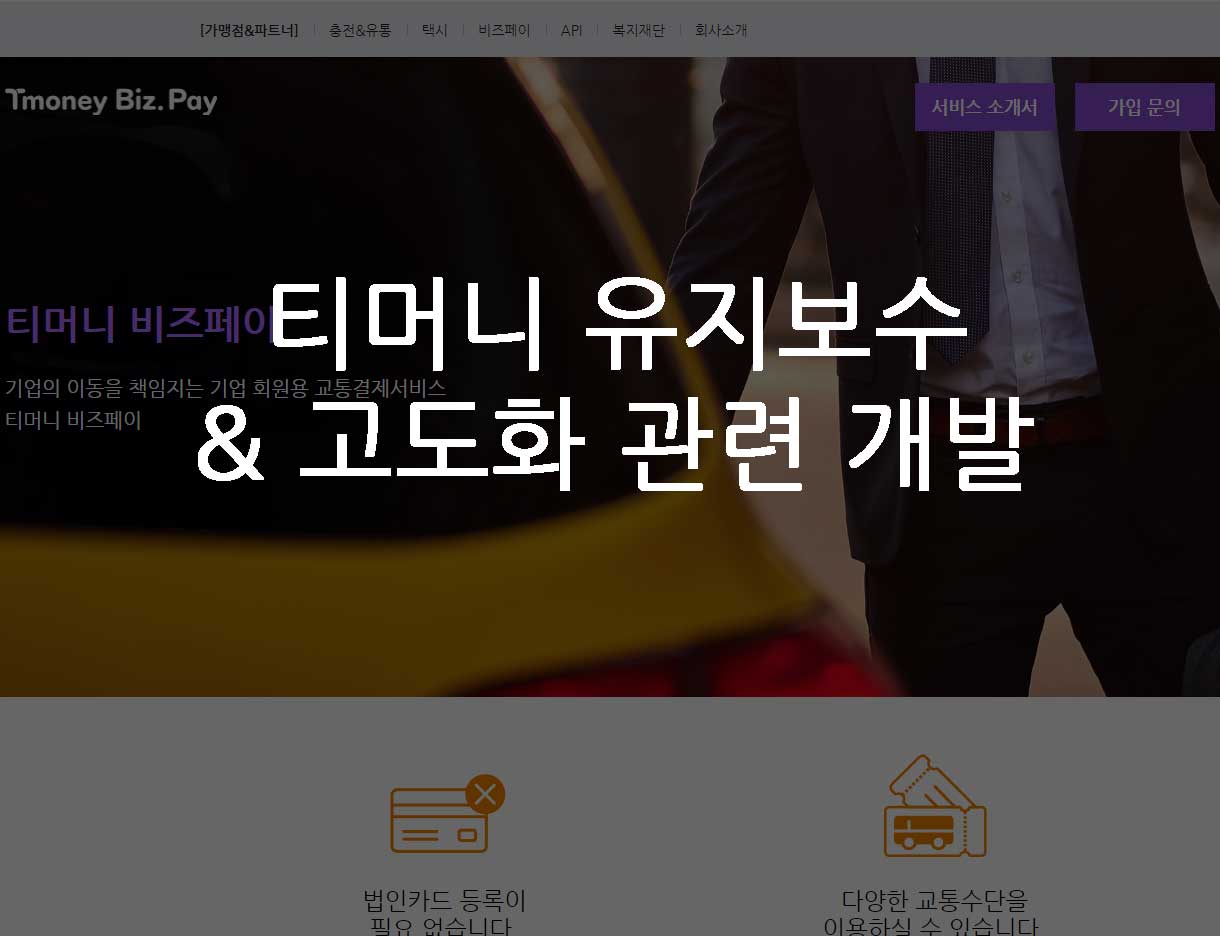 [가맹점&파트너] 충전&유통 택시 비즈페이 API 복지재단 회사소개
Tmoney Biz.Pay
서비스 소개서 가입 문의
티머니 비즈페이
기업의 이동을 책임지는 기업 회원용 교통결제서비스
티머니 비즈페이
티머니 유지보수
& 고도화 관련 개발
법인카드 등록이
필요 없습니다
다양한 교통수단을
이용하실 수 있습니다